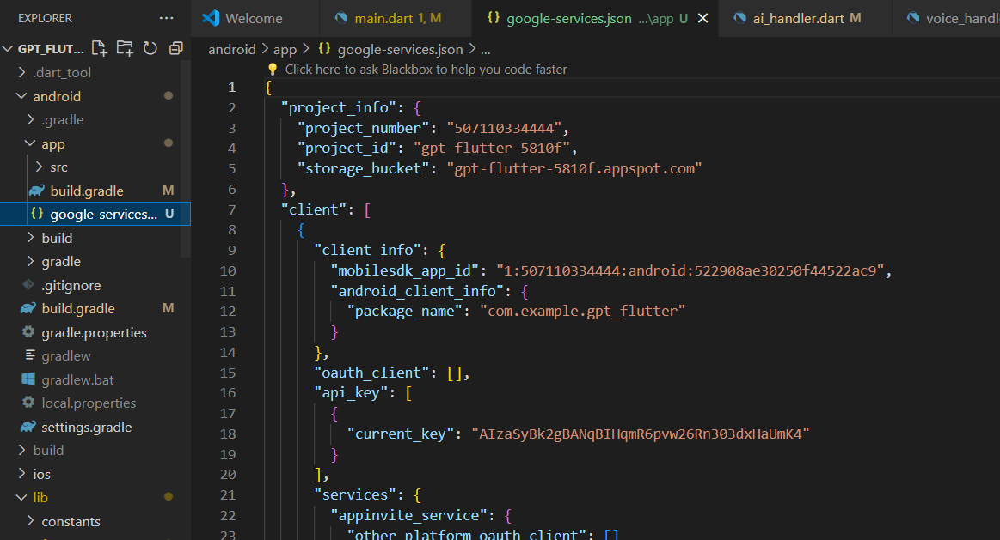 EXPLORER ...
Welcome
main.dart 1, M
{} google-services.json ...\app U
ai_handler.dart M
voice_handl
GPT_FLUT...
android > app > {} google-services.json > ...
.dart_tool
android
.gradle
app
src
build.gradle M
{} google-services... U
build
gradle
.gitignore
build.gradle M
gradle.properties
gradlew
gradlew.bat
local.properties
settings.gradle
build
ios
lib
constants
Click here to ask Blackbox to help you code faster
1 {
2 "project_info": {
3 "project_number": "507110334444",
4 "project_id": "gpt-flutter-5810f",
5 "storage_bucket": "gpt-flutter-5810f.appspot.com"
6 },
7 "client": [
8 {
9 "client_info": {
10 "mobilesdk_app_id": "1:507110334444:android:522908ae30250f44522ac9",
11 "android_client_info": {
12 "package_name": "com.example.gpt_flutter"
13 }
14 },
15 "oauth_client": [],
16 "api_key": [
17 {
18 "current_key": "AIzaSyBk2gBANqBIHqmR6pvw26Rn303dxHaUmK4"
19 }
20 ],
21 "services": {
22 "appinvite_service": {
23 "other_platform_oauth_client": []